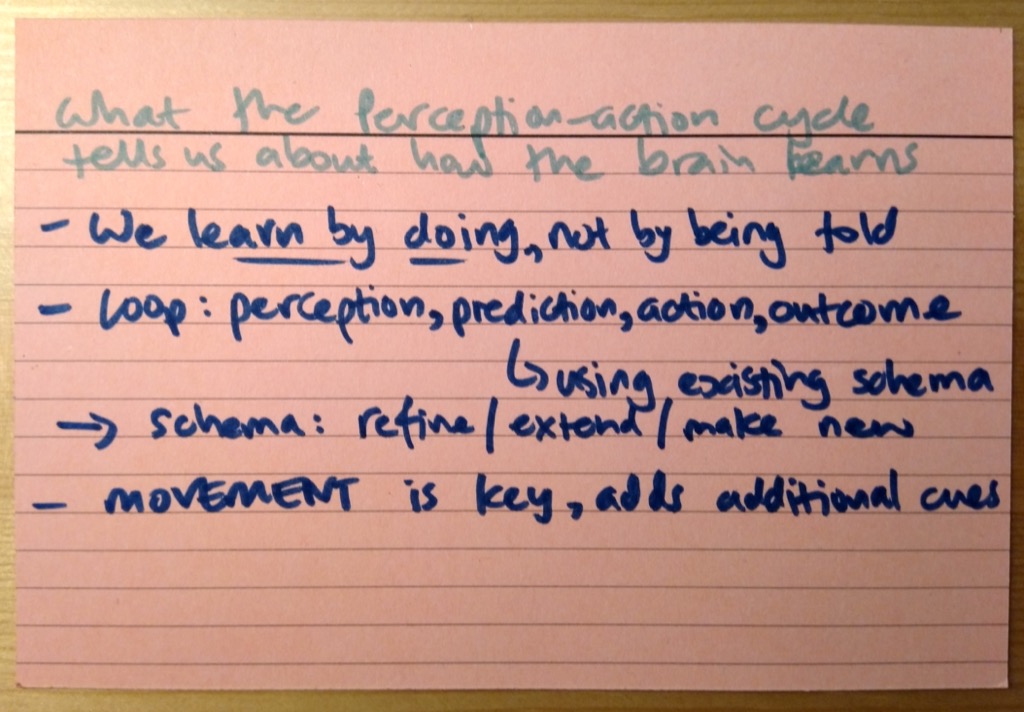 What the Perception-action cycle
tells us about how the brain learns
- We learn by doing, not by being told
- Loop: perception, prediction, action, outcome
↳ using existing schema
→ schema: refine / extend / make new
- MOVEMENT is key, adds additional cues